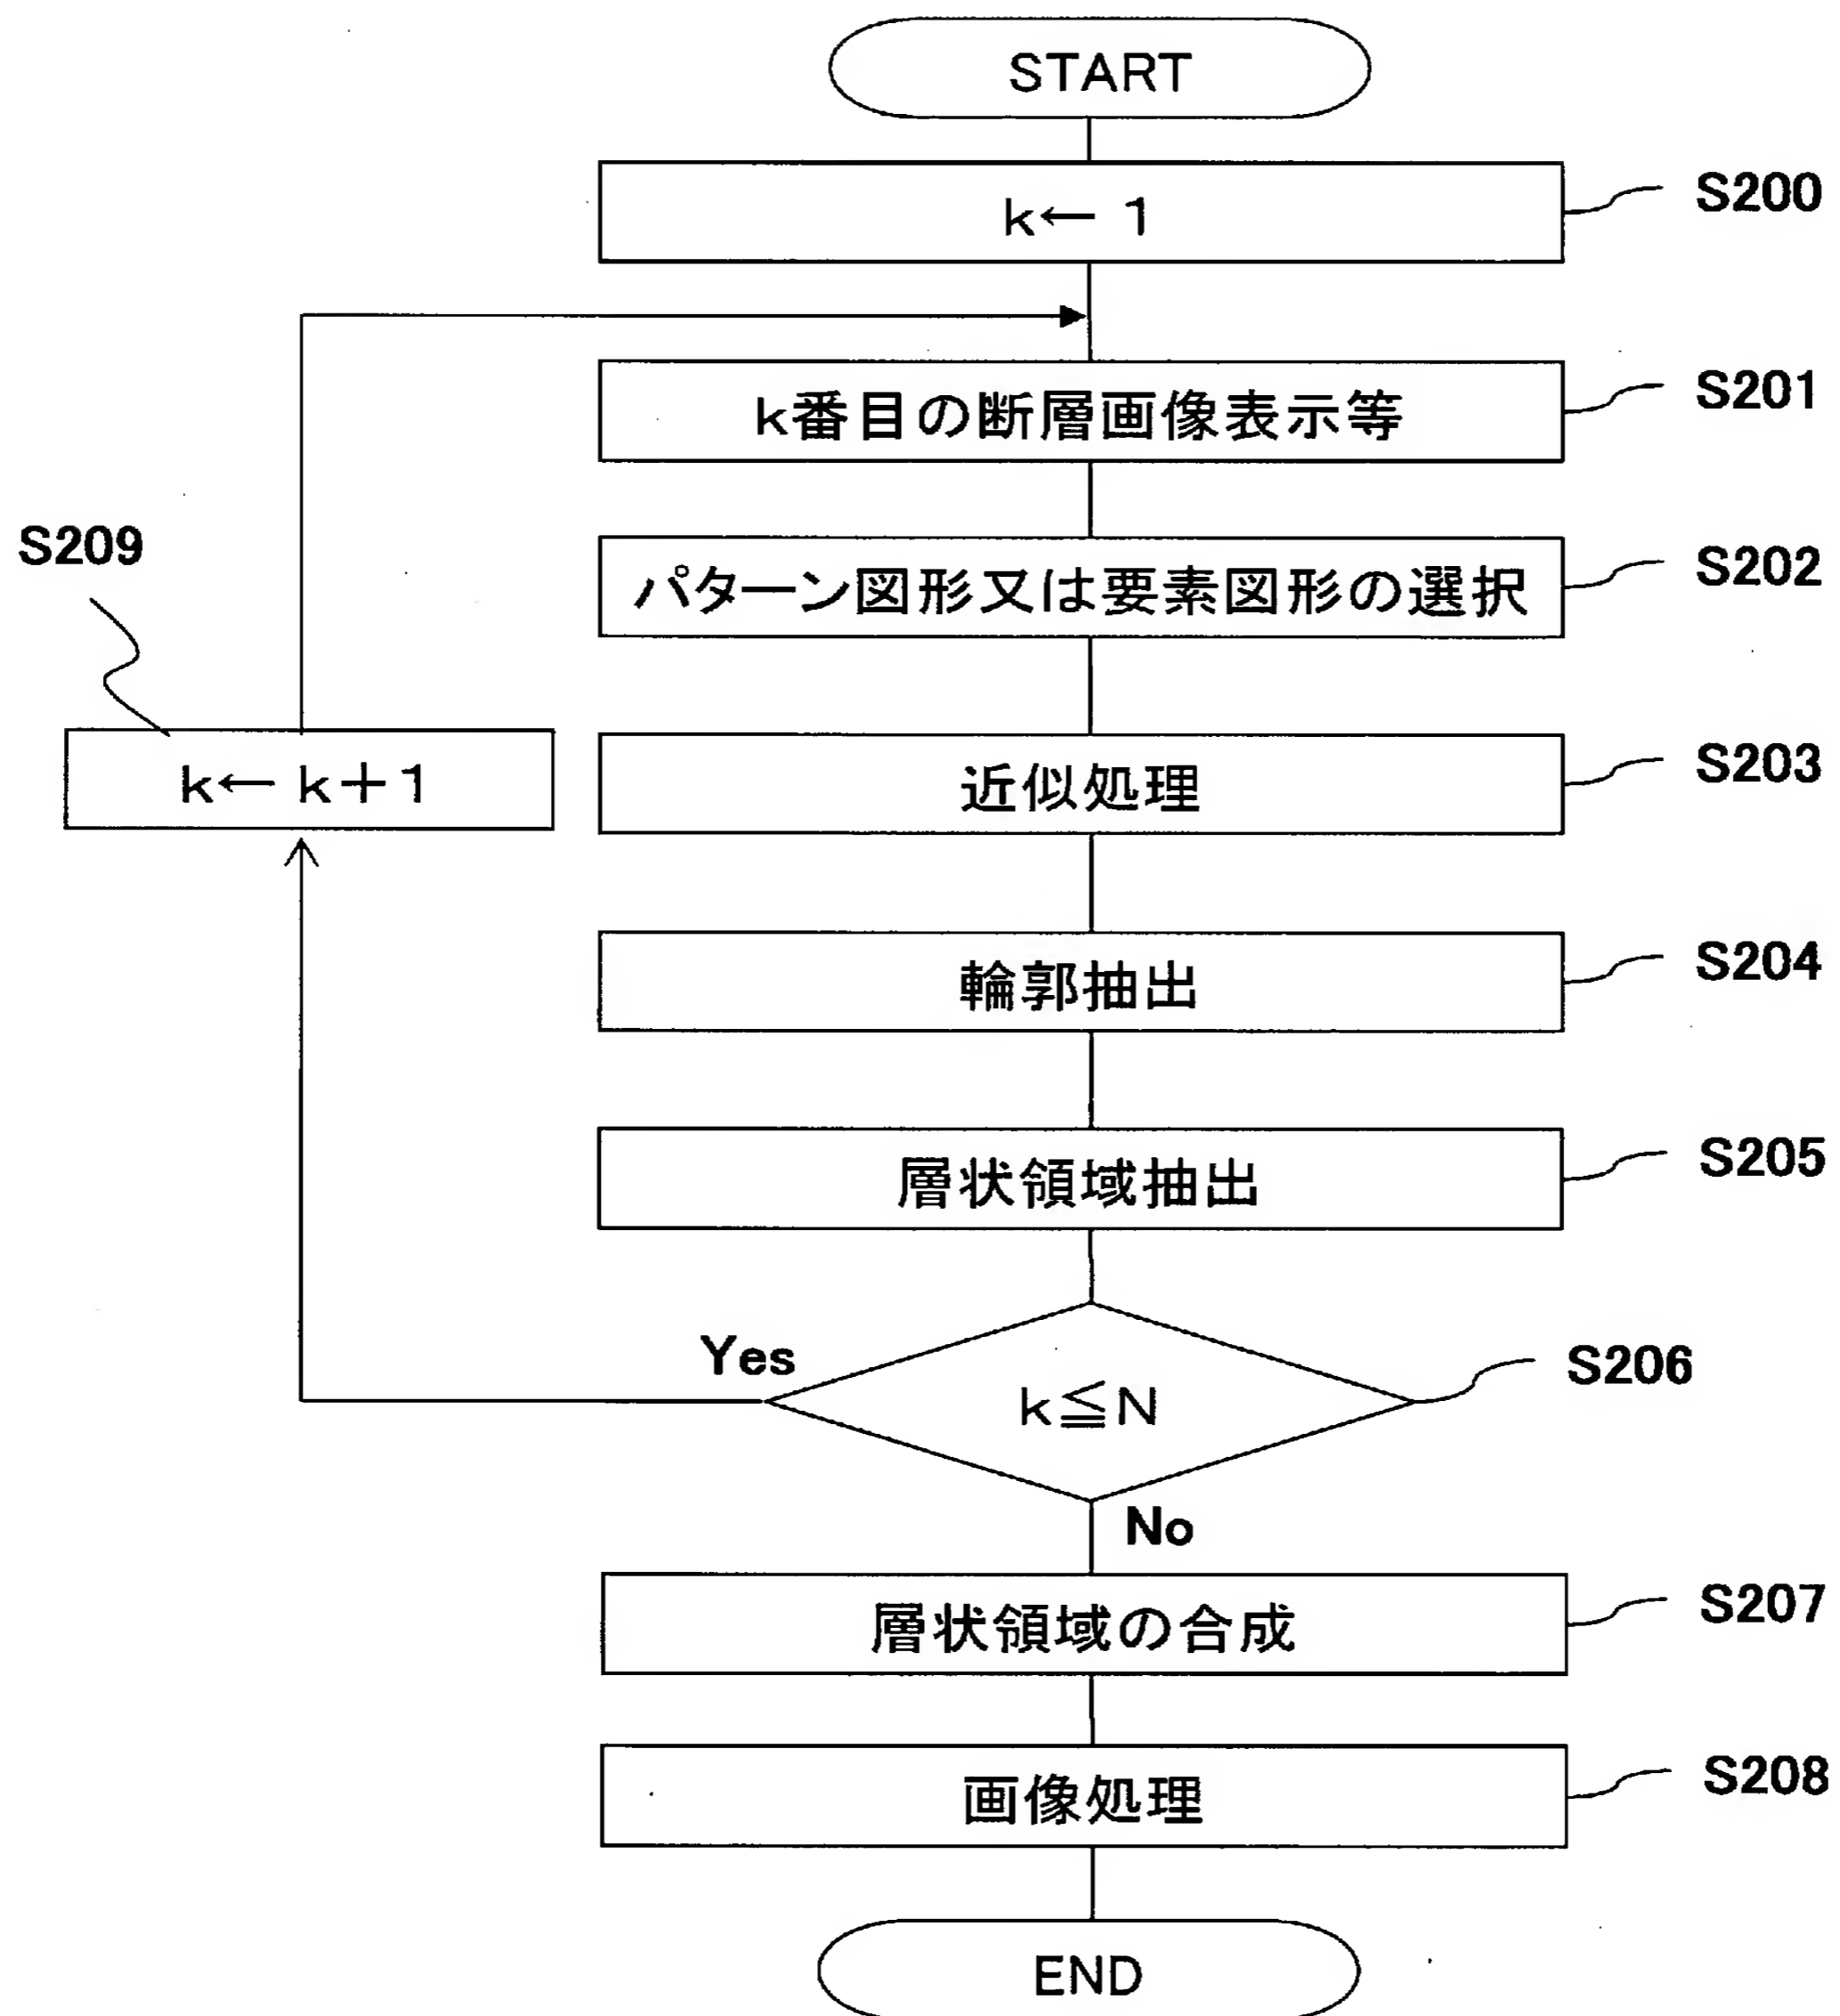 START
k← 1
S200
k番目の断層画像表示等
S201
パターン図形又は要素図形の選択
S202
S209
k← k+1
近似処理
S203
輪郭抽出
S204
層状領域抽出
S205
Yes
k≦N
S206
No
層状領域の合成
S207
画像処理
S208
END